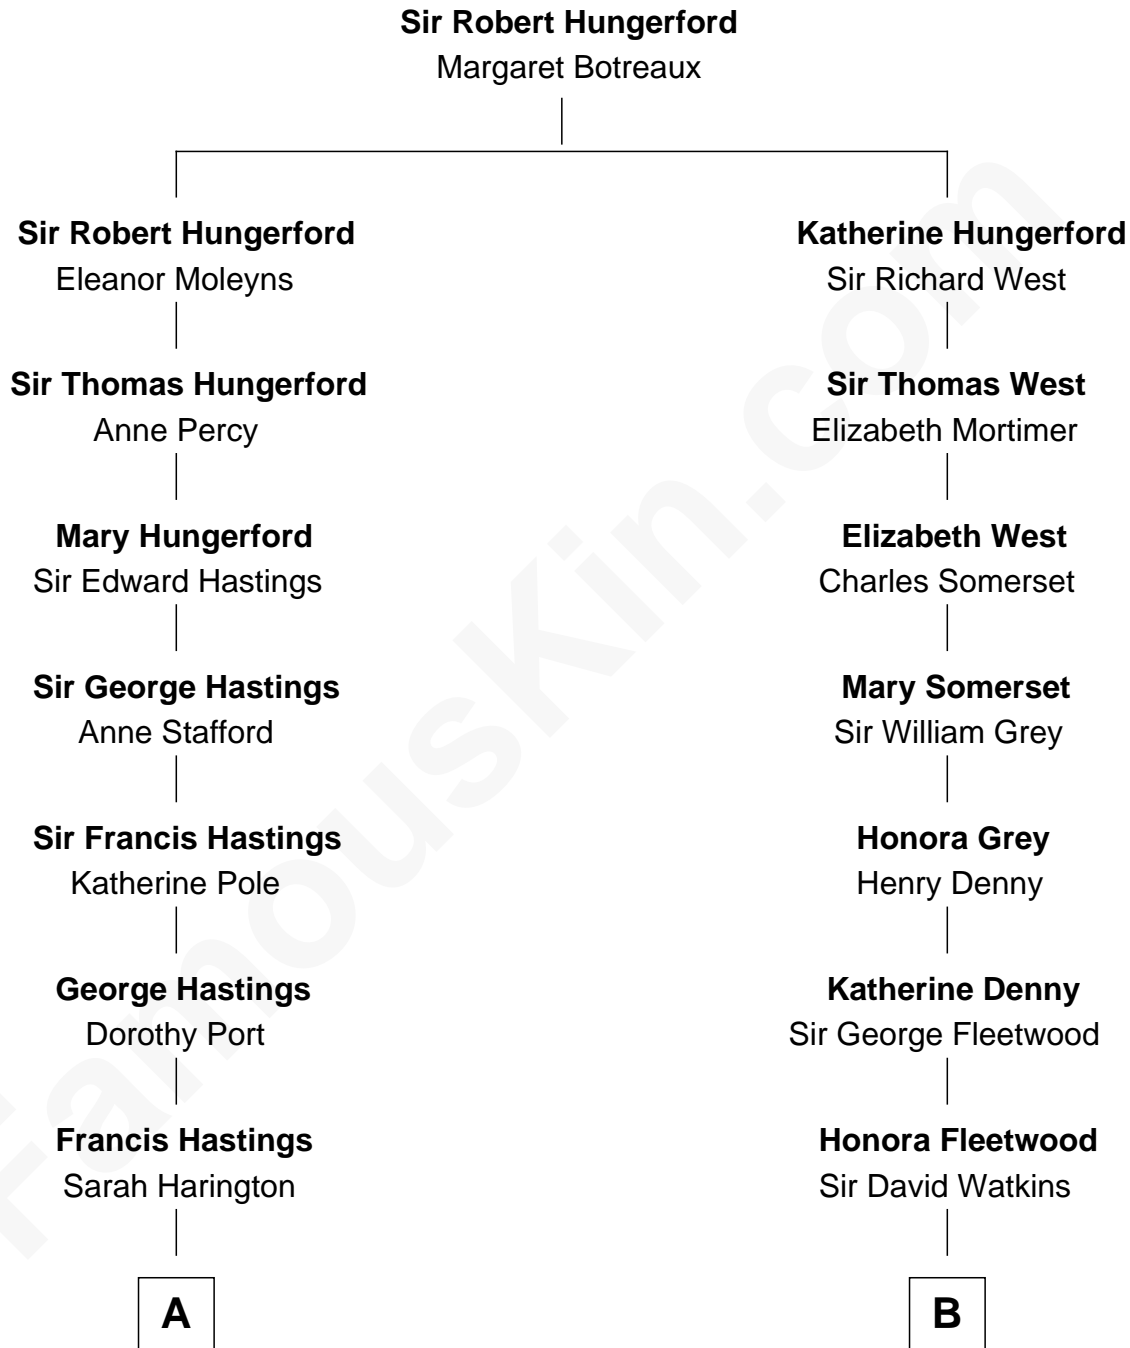 Sir Robert Hungerford
Margaret Botreaux
Sir Robert Hungerford
Eleanor Moleyns
Sir Thomas Hungerford
Anne Percy
Mary Hungerford
Sir Edward Hastings
Sir George Hastings
Anne Stafford
Sir Francis Hastings
Katherine Pole
George Hastings
Dorothy Port
Francis Hastings
Sarah Harington
A
Katherine Hungerford
Sir Richard West
Sir Thomas West
Elizabeth Mortimer
Elizabeth West
Charles Somerset
Mary Somerset
Sir William Grey
Honora Grey
Henry Denny
Katherine Denny
Sir George Fleetwood
Honora Fleetwood
Sir David Watkins
B
FamousKin.com